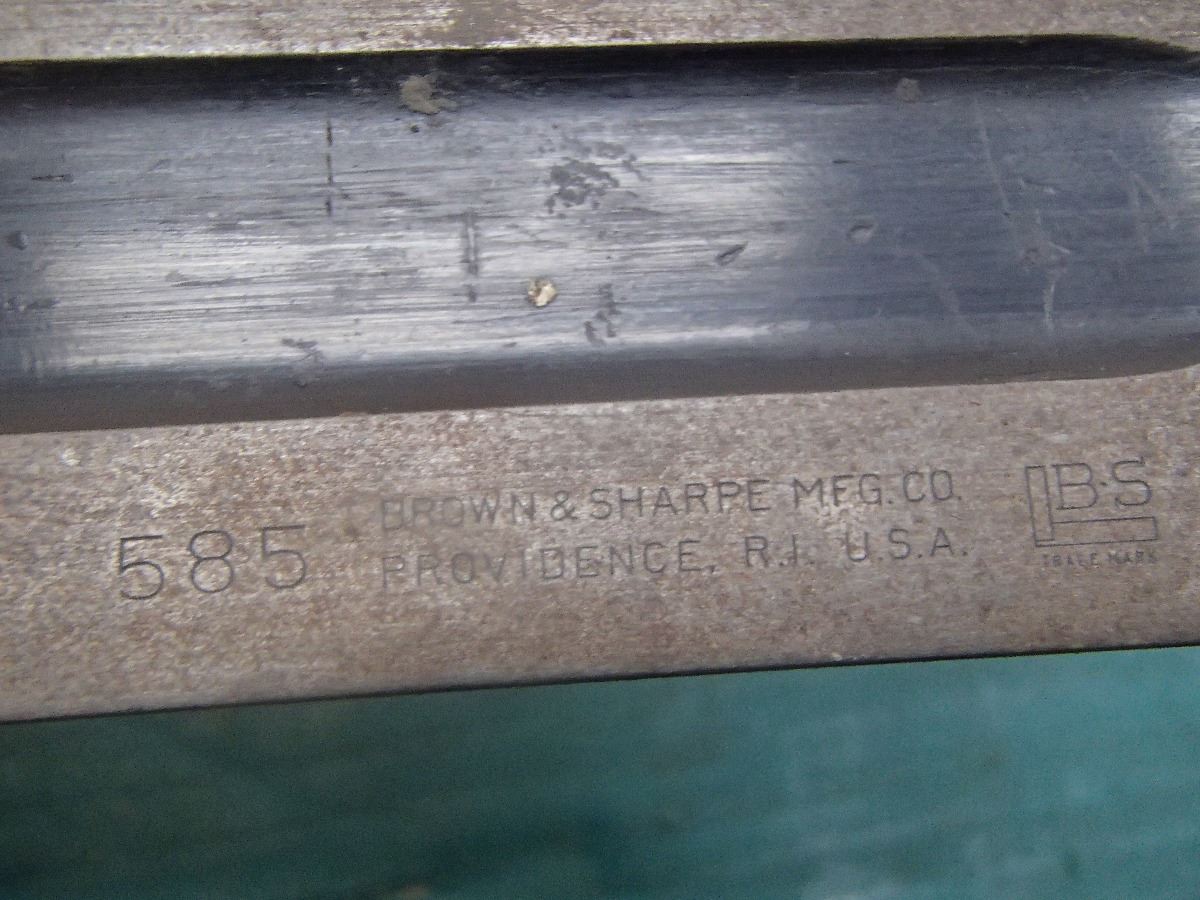 585
BROWN & SHARPE MFG. CO.
PROVIDENCE, R.I. U.S.A.
B·S
TRADE MARK